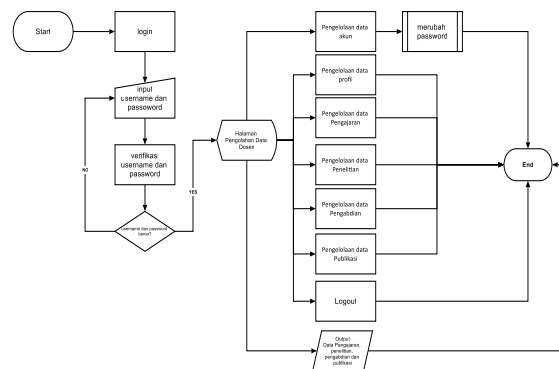 Start
login
input
username dan
passoword
verifikasi
username dan
password
username dan password
benar?
NO
YES
Halaman
Pengolahan Data
Dosen
Pengelolaan data
akun
merubah
password
Pengelolaan data
profil
Pengelolaan data
Pengajaran
Pengelolaan data
Penelitian
Pengelolaan data
Pengabdian
Pengelolaan data
Publikasi
Logout
Output
Data Pengajaran,
penelitian,
pengabdian dan
publikasi
End